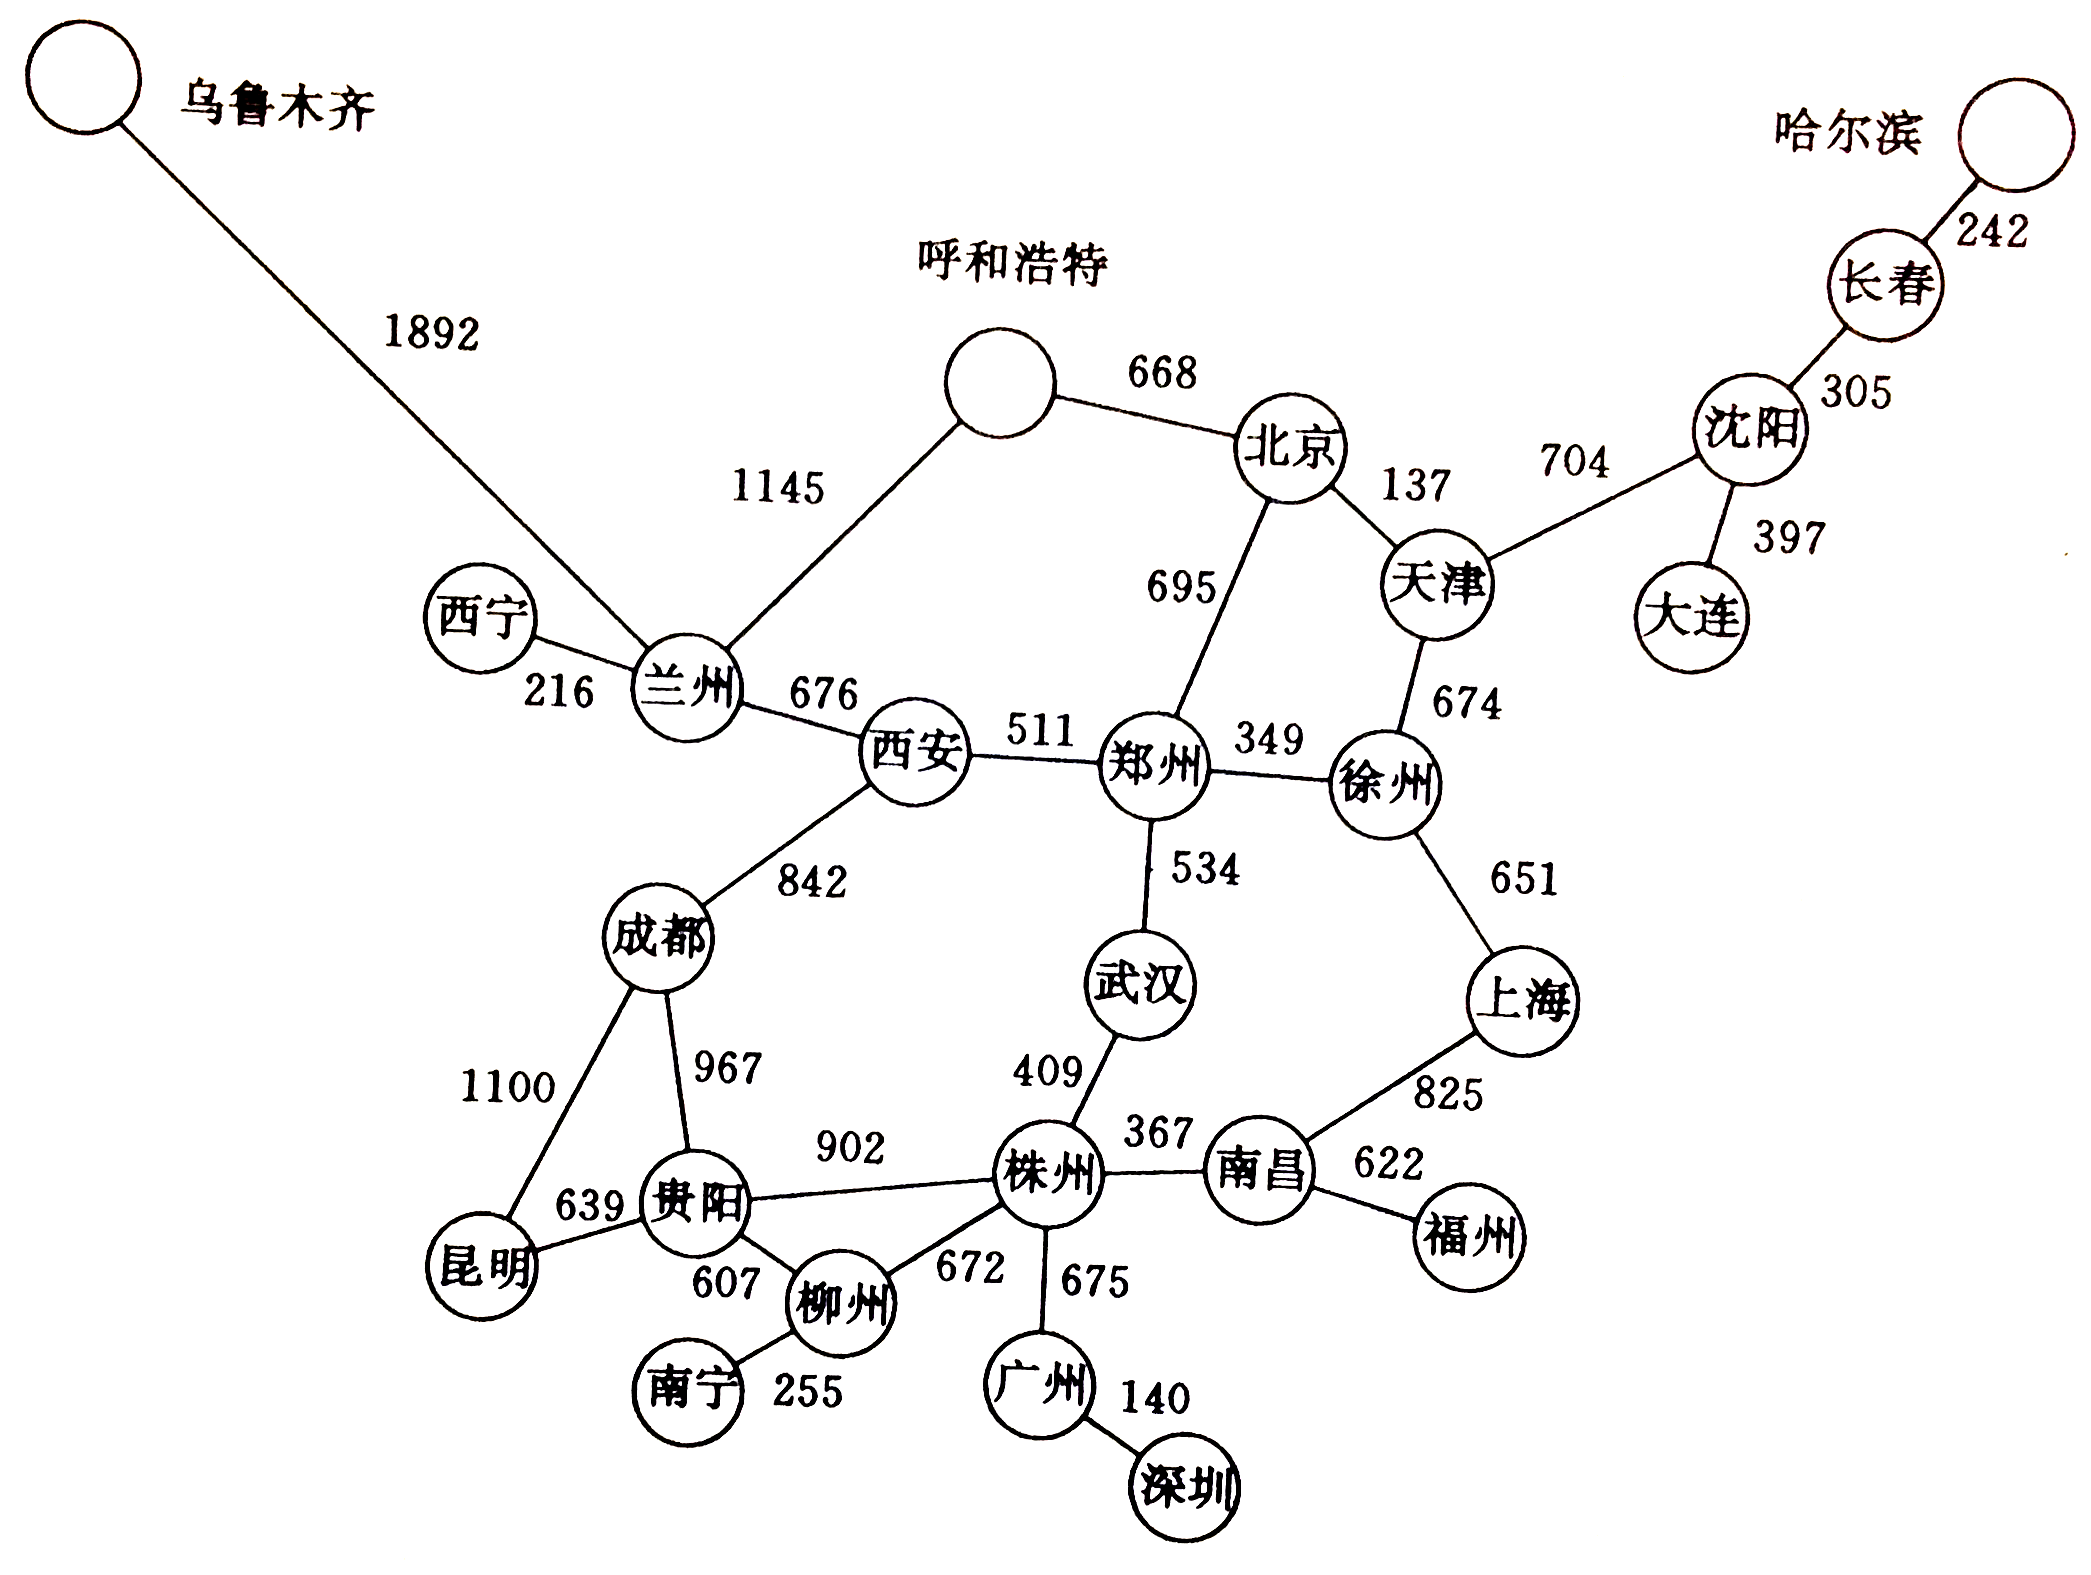 乌鲁木齐
哈尔滨
242
呼和浩特
长春
1892
668
305
沈阳
北京
704
1145
137
397
695
天津
西宁
大连
216
兰州
676
674
511
349
西安
郑州
徐州
534
842
651
成都
武汉
上海
967
409
1100
825
902
367
622
株州
南昌
639
贵阳
福州
昆明
607
672
675
柳州
南宁
255
广州
140
深圳